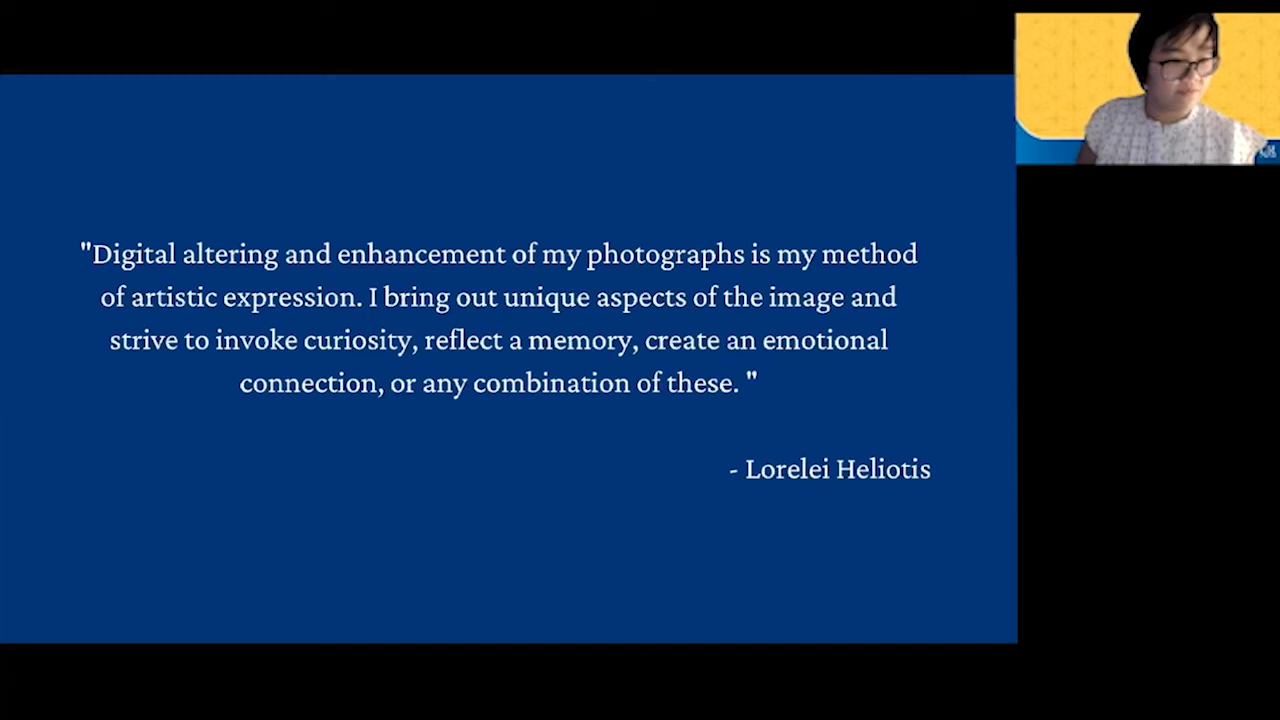 "Digital altering and enhancement of my photographs is my method
of artistic expression. I bring out unique aspects of the image and
strive to invoke curiosity, reflect a memory, create an emotional
connection, or any combination of these. "
- Lorelei Heliotis